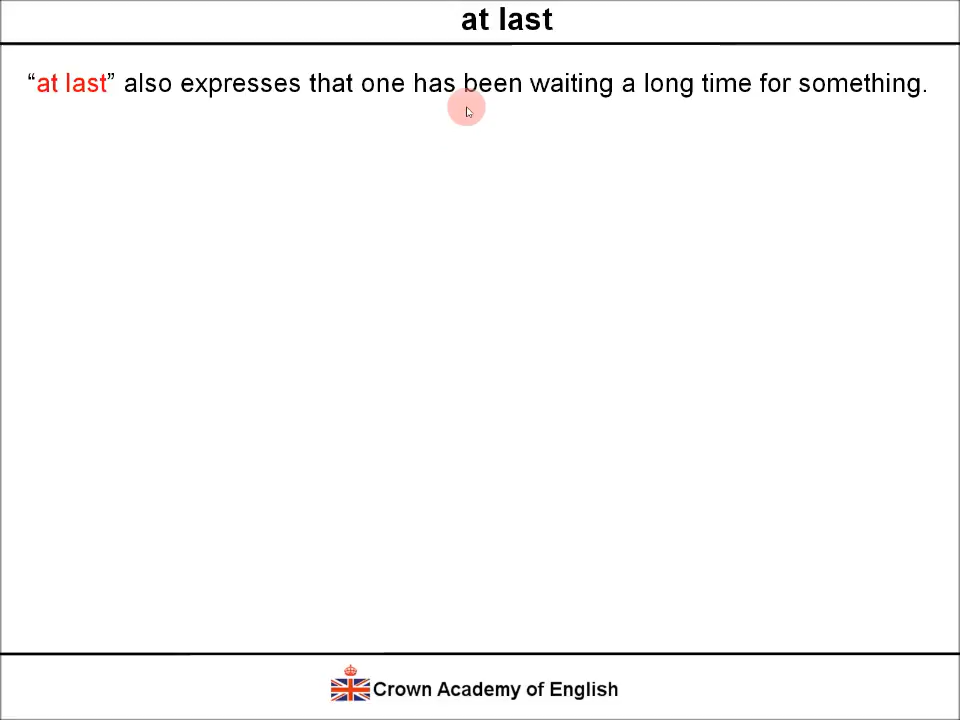 at last
“at last” also expresses that one has been waiting a long time for something.
Crown Academy of English